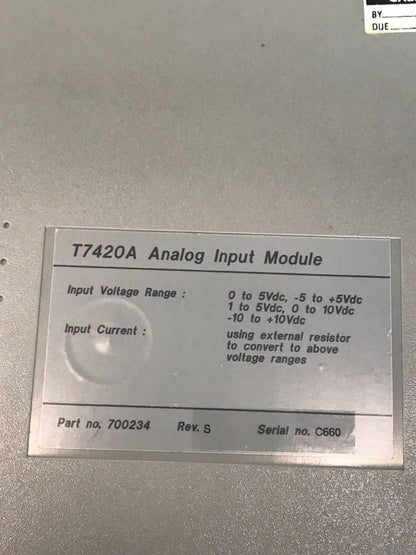 BY
DUE
T7420A Analog Input Module
Input Voltage Range : 0 to 5Vdc, -5 to +5Vdc
1 to 5Vdc, 0 to 10Vdc
-10 to +10Vdc
Input Current : using external resistor
to convert to above
voltage ranges
Part no. 700234 Rev. S Serial no. C660